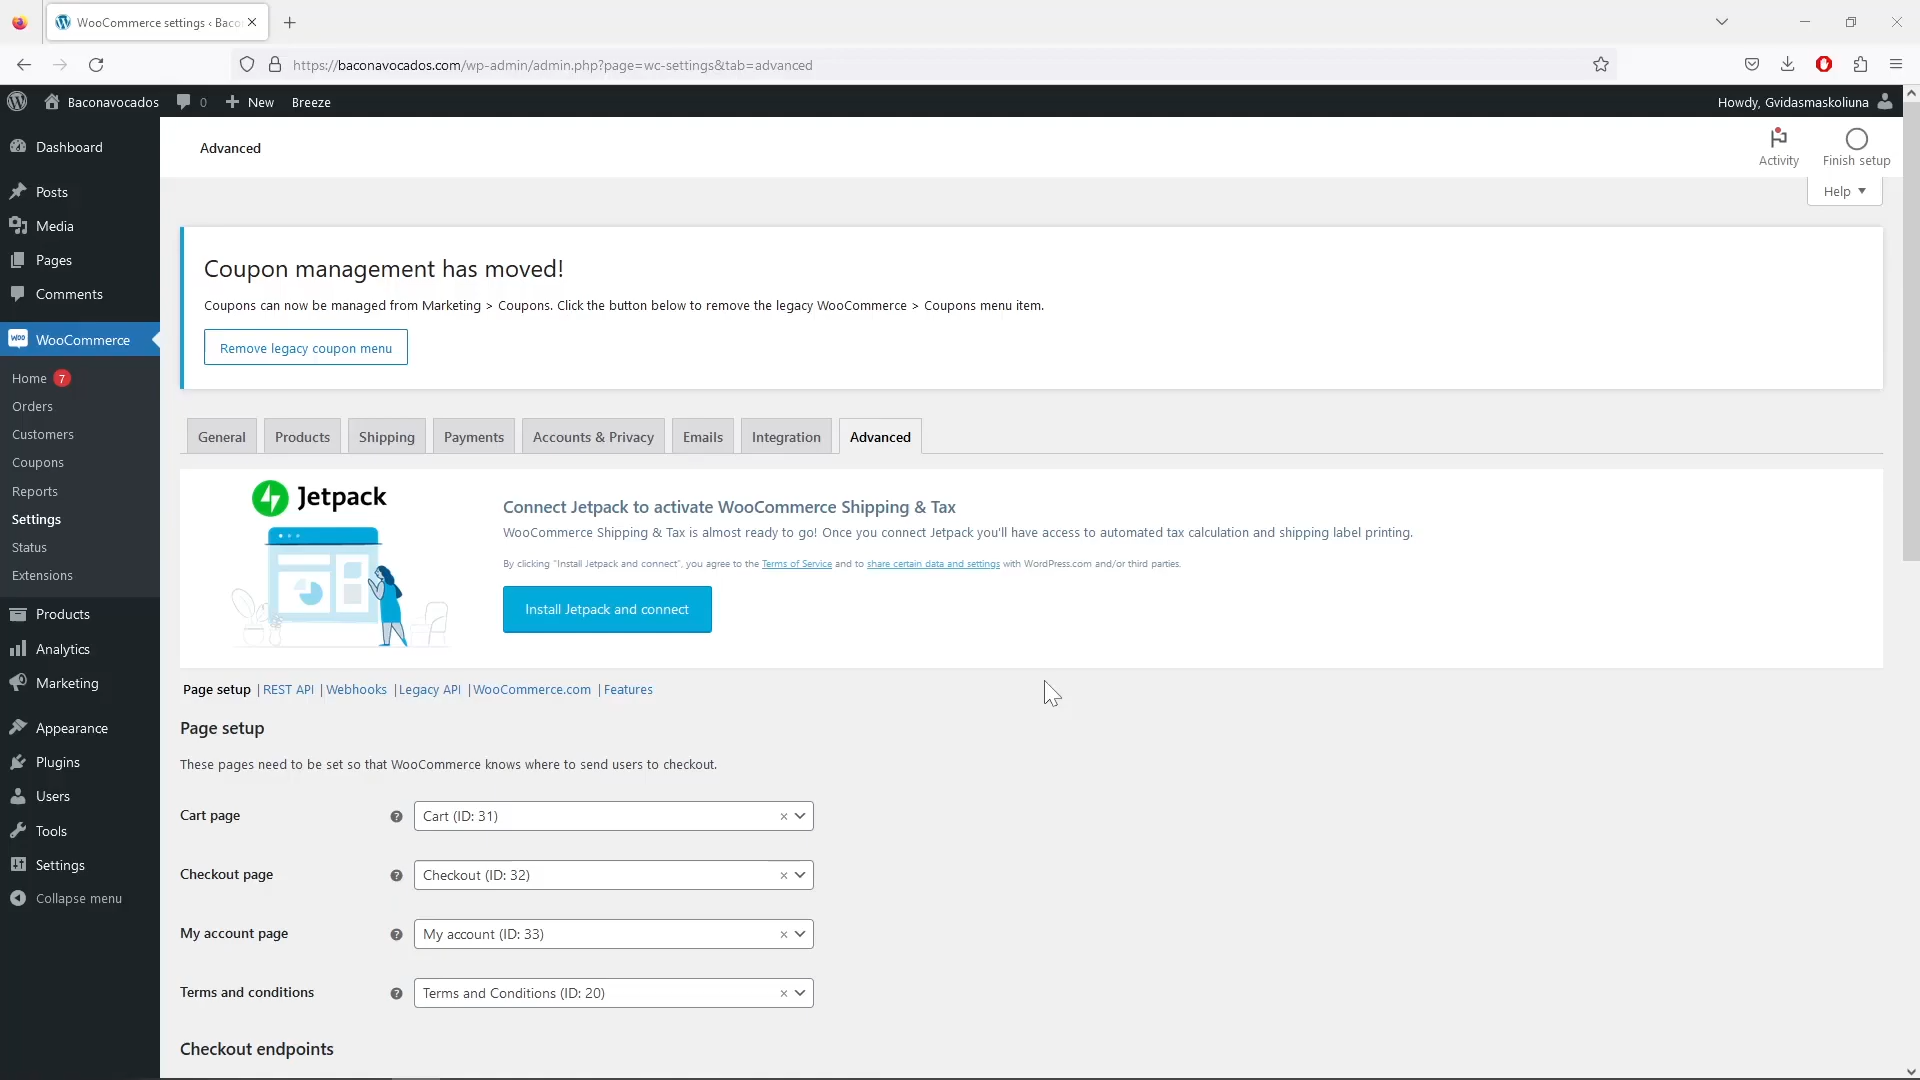 WooCommerce settings ‹ Baco
https://baconavocados.com/wp-admin/admin.php?page=wc-settings&tab=advanced
Baconavocados
0
New
Breeze
Howdy, Gvidasmaskoliuna
Dashboard
Posts
Media
Pages
Comments
WooCommerce
Home 7
Orders
Customers
Coupons
Reports
Settings
Status
Extensions
Products
Analytics
Marketing
Appearance
Plugins
Users
Tools
Settings
Collapse menu
Advanced
Activity
Finish setup
Help
Coupon management has moved!
Coupons can now be managed from Marketing > Coupons. Click the button below to remove the legacy WooCommerce > Coupons menu item.
Remove legacy coupon menu
General
Products
Shipping
Payments
Accounts & Privacy
Emails
Integration
Advanced
Jetpack
Connect Jetpack to activate WooCommerce Shipping & Tax
WooCommerce Shipping & Tax is almost ready to go! Once you connect Jetpack you'll have access to automated tax calculation and shipping label printing.
By clicking "Install Jetpack and connect", you agree to the Terms of Service and to share certain data and settings with WordPress.com and/or third parties.
Install Jetpack and connect
Page setup | REST API | Webhooks | Legacy API | WooCommerce.com | Features
Page setup
These pages need to be set so that WooCommerce knows where to send users to checkout.
Cart page
Cart (ID: 31)
Checkout page
Checkout (ID: 32)
My account page
My account (ID: 33)
Terms and conditions
Terms and Conditions (ID: 20)
Checkout endpoints